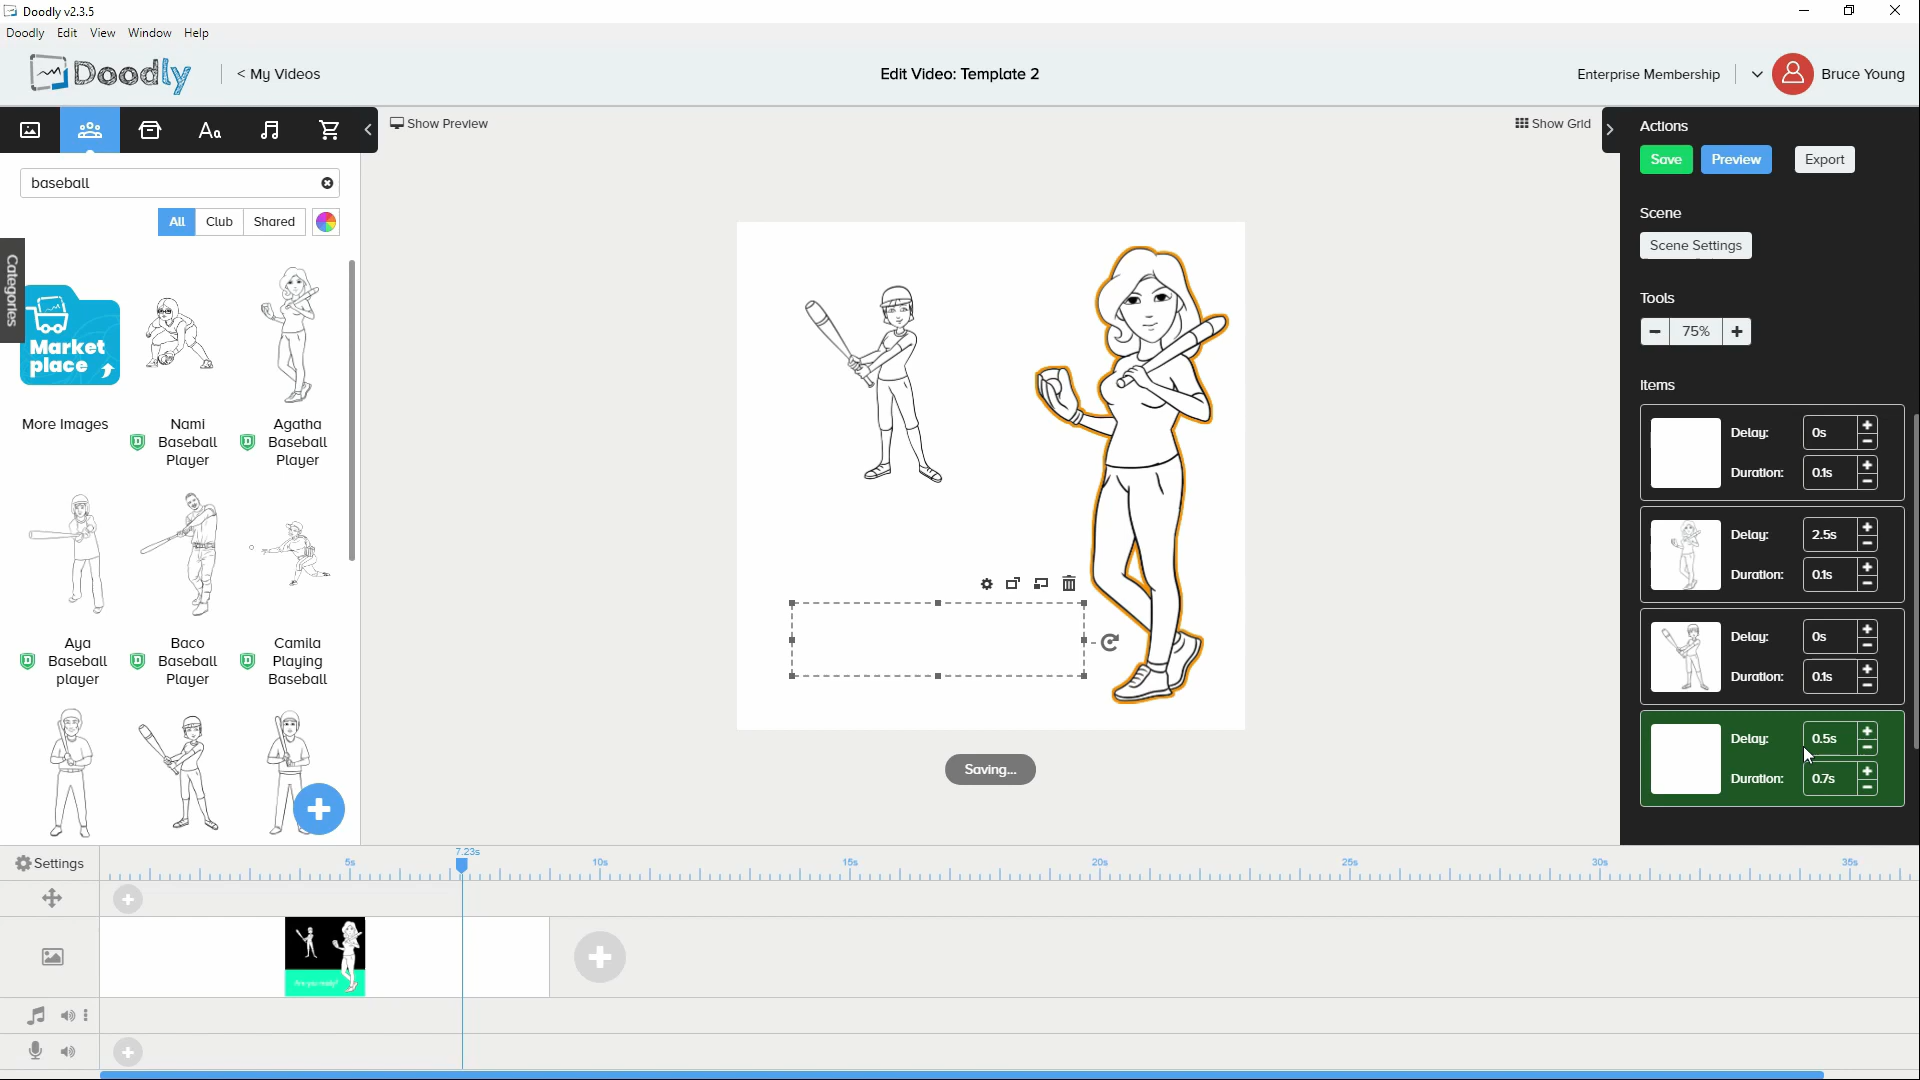 Doodly v2.3.5
Doodly Edit View Window Help
Doodly
< My Videos
Edit Video: Template 2
Enterprise Membership
Bruce Young
Show Preview
Show Grid
baseball
All Club Shared
Categories
Market
place
More Images
Nami
Baseball
Player
Agatha
Baseball
Player
Aya
Baseball
player
Baco
Baseball
Player
Camila
Playing
Baseball
Saving...
Actions
Save Preview Export
Scene
Scene Settings
Tools
75%
Items
Delay: 0s
Duration: 0.1s
Delay: 2.5s
Duration: 0.1s
Delay: 0s
Duration: 0.1s
Delay: 0.5s
Duration: 0.7s
Settings
7.23s
5s 10s 15s 20s 25s 30s 35s
Are you ready?